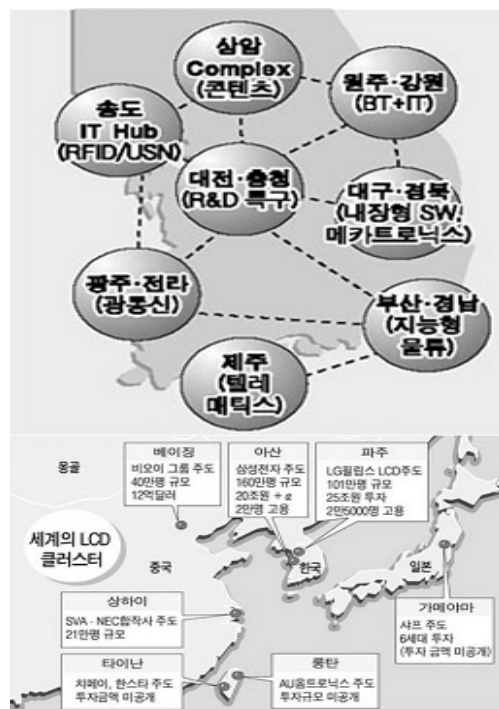 상암
Complex
(콘텐츠)
원주·강원
(BT+IT)
송도
IT Hub
(RFID/USN)
대전·충청
(R&D 특구)
대구·경북
(내장형 SW,
메카트로닉스)
광주·전라
(광통신)
부산·경남
(지능형
물류)
제주
(텔레
매틱스)
몽골
베이징
비오이 그룹 주도
40만평 규모
12억달러
아산
삼성전자 주도
160만평 규모
20조원 + α
2만명 고용
파주
LG필립스 LCD주도
101만평 규모
25조원 투자
2만5000명 고용
세계의 LCD
클러스터
중국
한국
일본
상하이
SVA·NEC합작사 주도
21만평 규모
가메야마
샤프 주도
6세대 투자
(투자 금액 미공개)
타이난
치메이, 한스타 주도
투자금액 미공개
룽탄
AU옵트로닉스 주도
투자규모 미공개